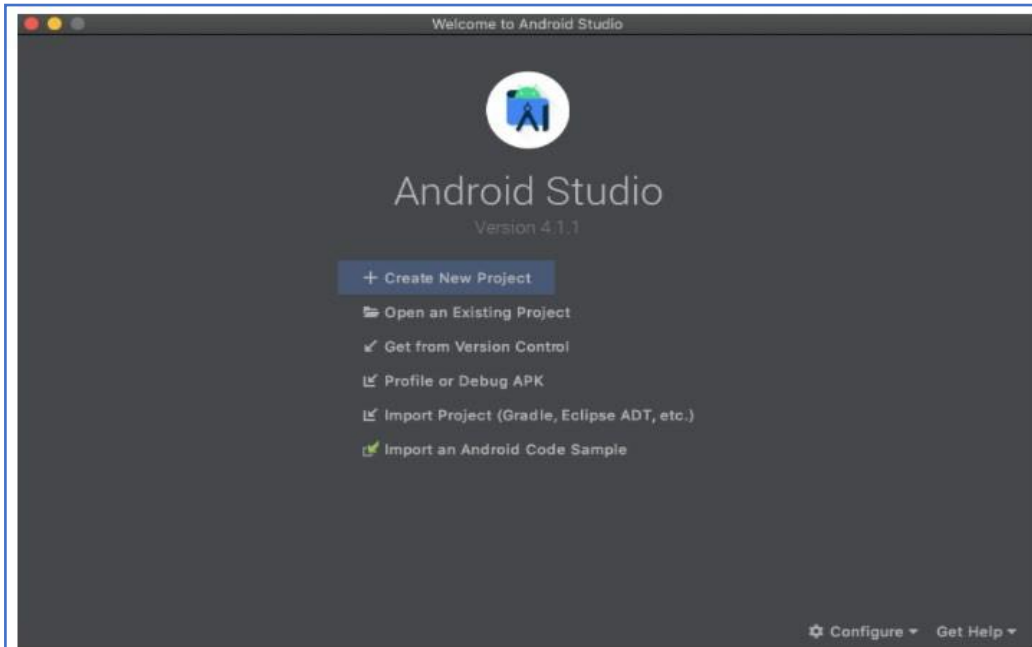 Welcome to Android Studio
Android Studio
Version 4.1.1
+ Create New Project
Open an Existing Project
Get from Version Control
Profile or Debug APK
Import Project (Gradle, Eclipse ADT, etc.)
Import an Android Code Sample
Configure Get Help